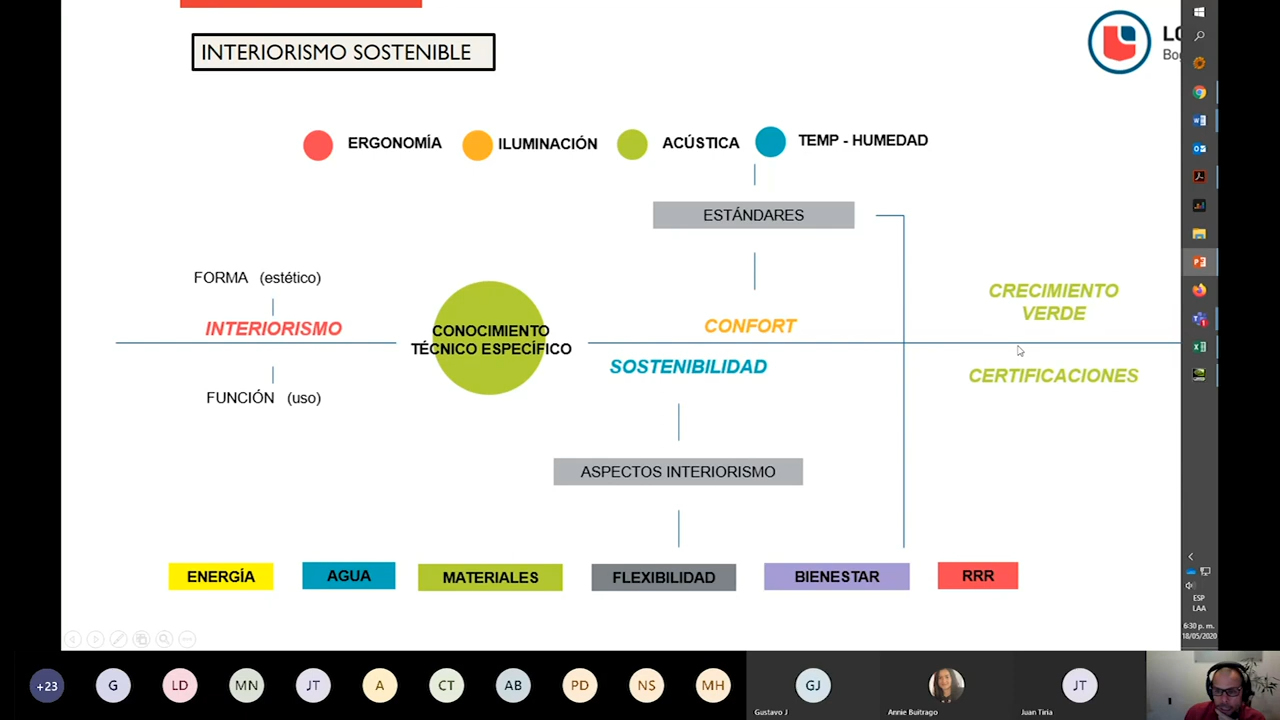 INTERIORISMO SOSTENIBLE
ERGONOMÍA
ILUMINACIÓN
ACÚSTICA
TEMP - HUMEDAD
ESTÁNDARES
FORMA (estético)
INTERIORISMO
FUNCIÓN (uso)
CONOCIMIENTO
TÉCNICO ESPECÍFICO
CONFORT
SOSTENIBILIDAD
CRECIMIENTO
VERDE
CERTIFICACIONES
ASPECTOS INTERIORISMO
ENERGÍA
AGUA
MATERIALES
FLEXIBILIDAD
BIENESTAR
RRR
ESP
LAA
6:30 p. m.
18/05/2020
+23
G
LD
MN
JT
A
CT
AB
PD
NS
MH
GJ
Gustavo J
Annie Buitrago
JT
Juan Tiria